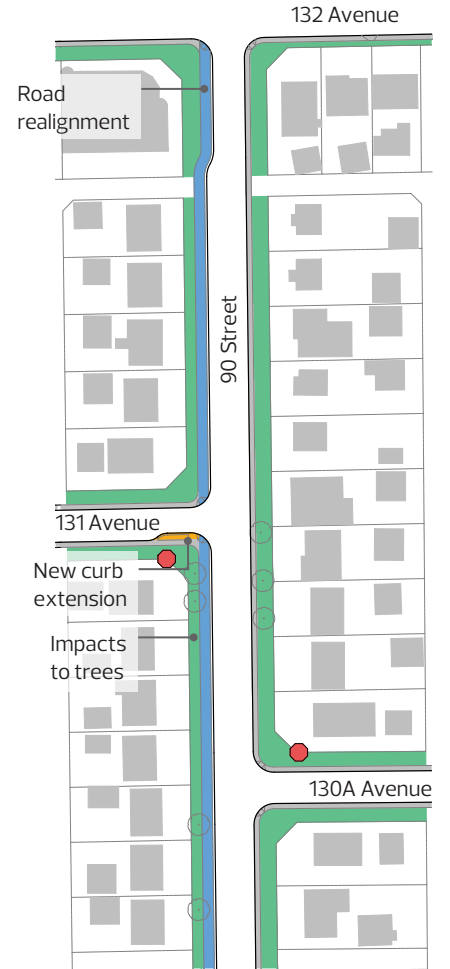 132 Avenue
Road
realignment
90 Street
131 Avenue
New curb
extension
Impacts
to trees
130A Avenue